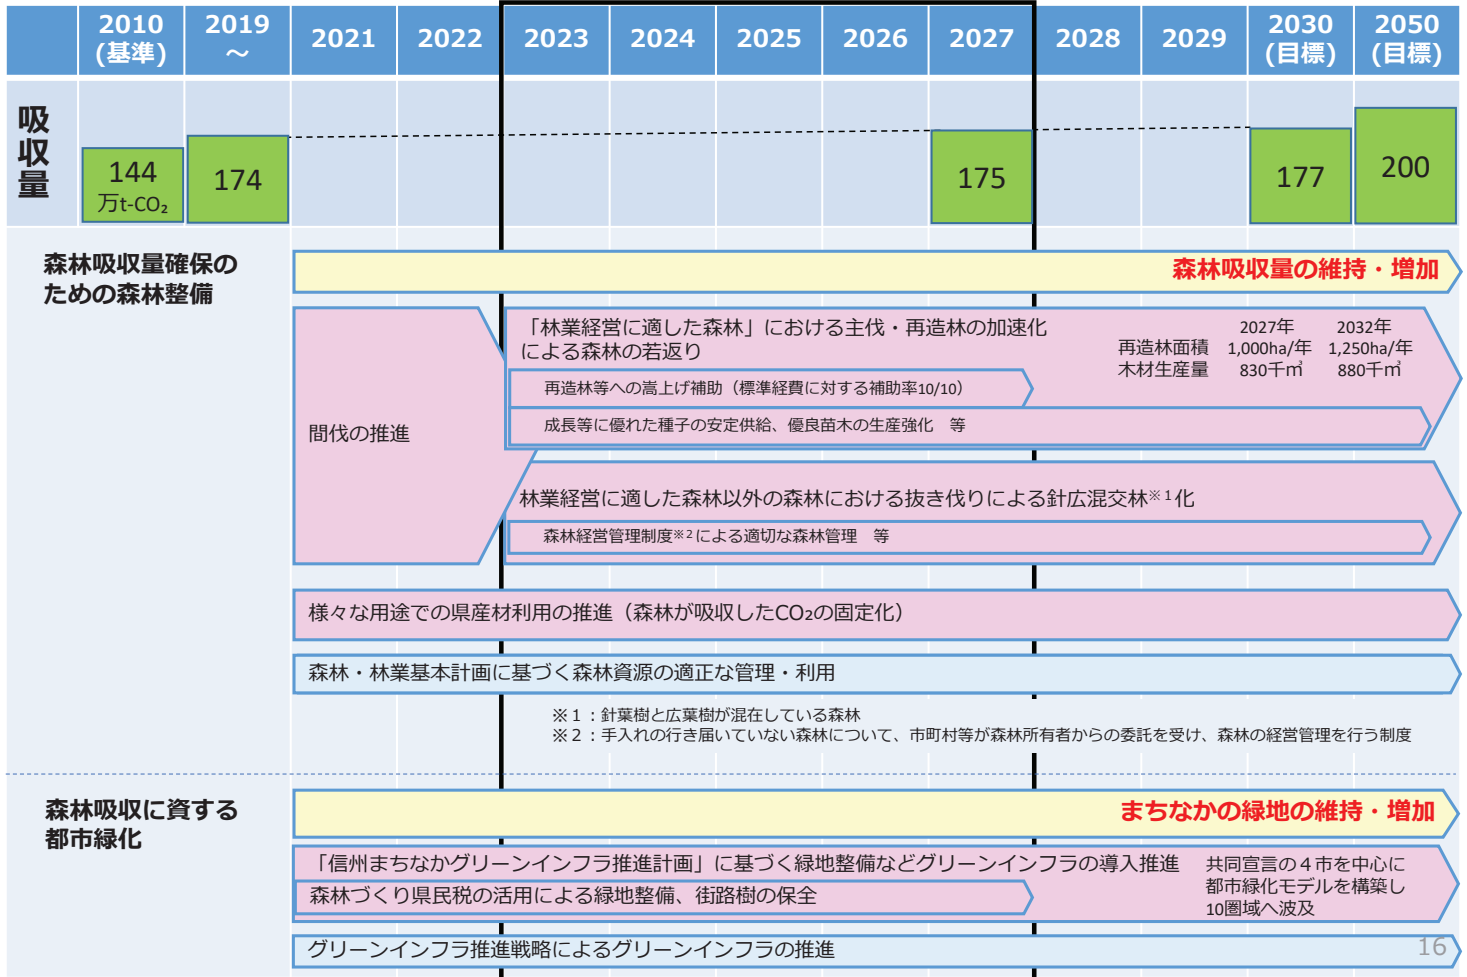 2010
(基準)
2019
～
2021
2022
2023
2024
2025
2026
2027
2028
2029
2030
(目標)
2050
(目標)
吸収量
144
万t-CO₂
174
175
177
200
森林吸収量確保の
ための森林整備
森林吸収量の維持・増加
間伐の推進
「林業経営に適した森林」における主伐・再造林の加速化
による森林の若返り
2027年 2032年
再造林面積 1,000ha/年 1,250ha/年
木材生産量 830千㎥ 880千㎥
再造林等への嵩上げ補助（標準経費に対する補助率10/10）
成長等に優れた種子の安定供給、優良苗木の生産強化 等
林業経営に適した森林以外の森林における抜き伐りによる針広混交林※1化
森林経営管理制度※2による適切な森林管理 等
様々な用途での県産材利用の推進（森林が吸収したCO₂の固定化）
森林・林業基本計画に基づく森林資源の適正な管理・利用
※１：針葉樹と広葉樹が混在している森林
※２：手入れの行き届いていない森林について、市町村等が森林所有者からの委託を受け、森林の経営管理を行う制度
森林吸収に資する
都市緑化
まちなかの緑地の維持・増加
「信州まちなかグリーンインフラ推進計画」に基づく緑地整備などグリーンインフラの導入推進
森林づくり県民税の活用による緑地整備、街路樹の保全
共同宣言の４市を中心に
都市緑化モデルを構築し
10圏域へ波及
グリーンインフラ推進戦略によるグリーンインフラの推進
16